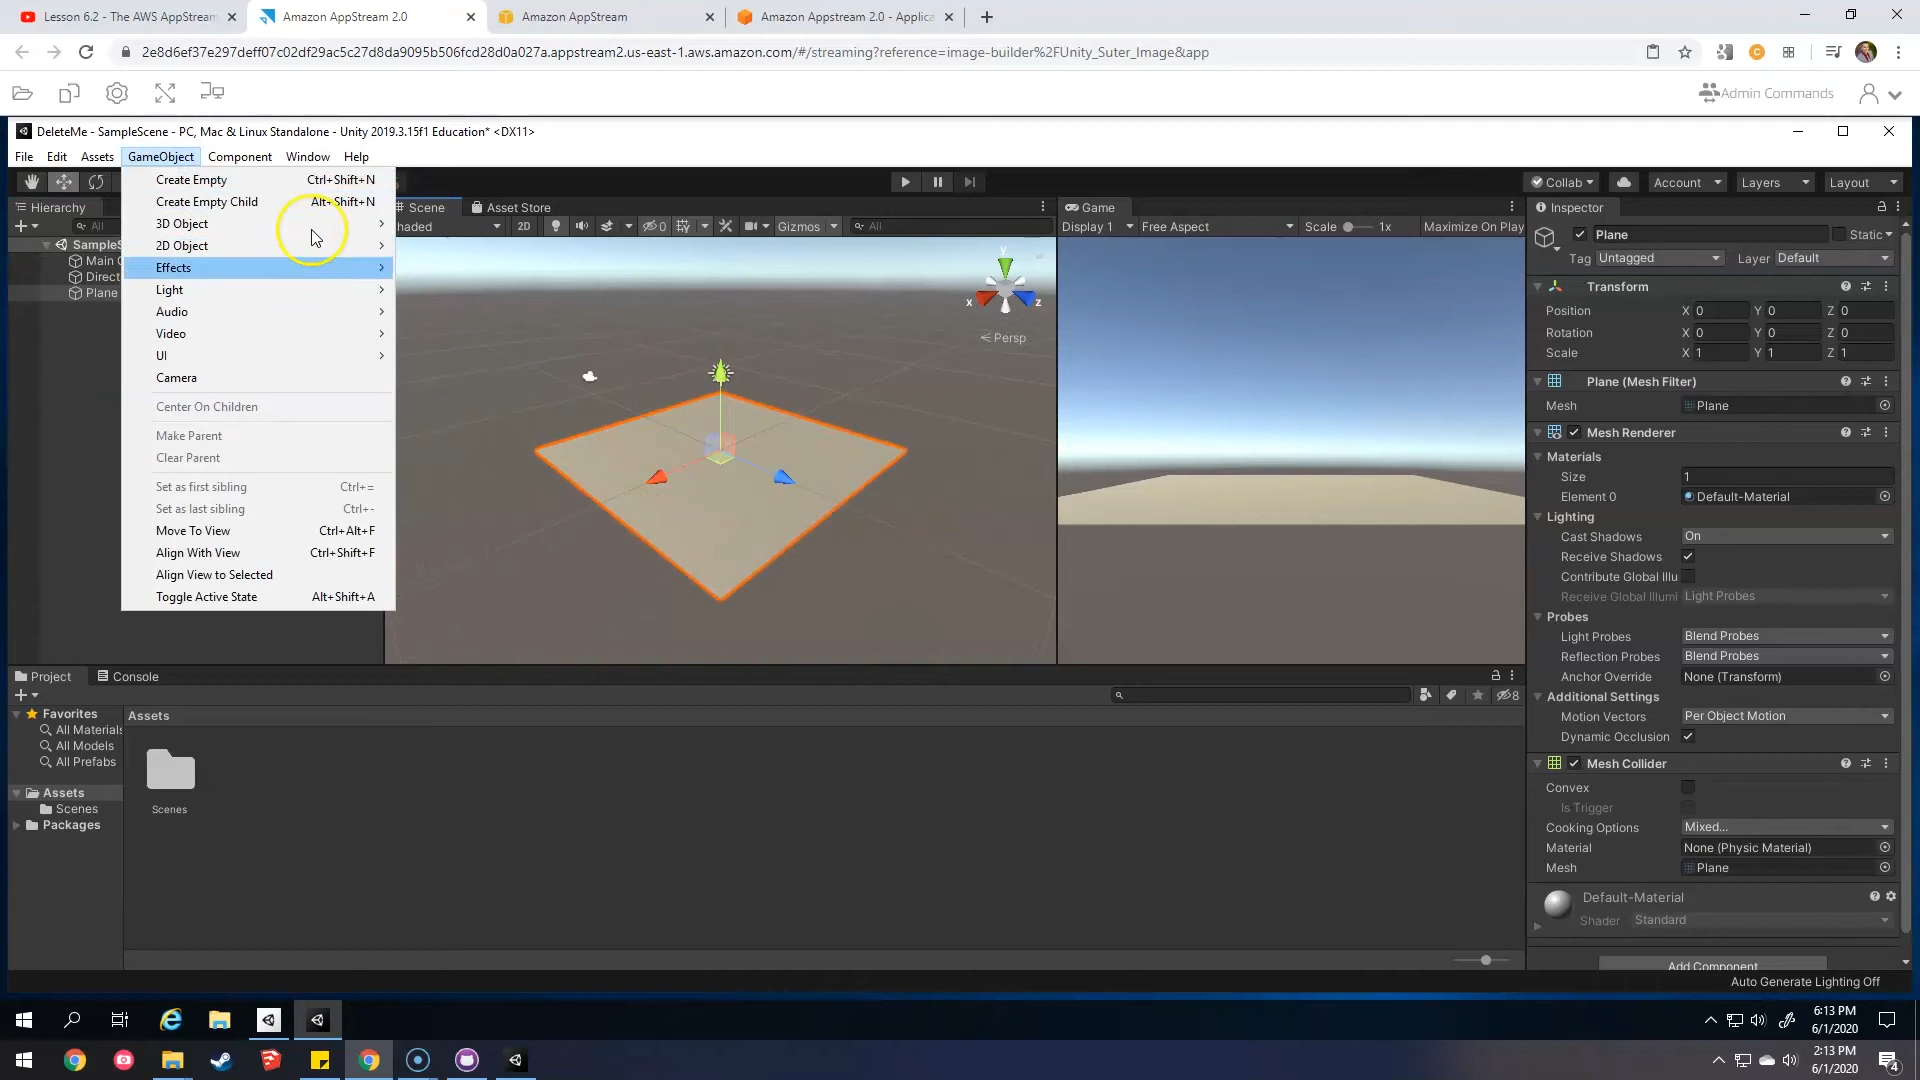 Lesson 6.2 - The AWS AppStream
Amazon AppStream 2.0
Amazon AppStream
Amazon Appstream 2.0 - Applica
2e8d6ef37e297deff07c02df29ac5c27d8da9095b506fcd28d0a027a.appstream2.us-east-1.aws.amazon.com/#/streaming?reference=image-builder%2FUnity_Suter_Image&app
Admin Commands
DeleteMe - SampleScene - PC, Mac & Linux Standalone - Unity 2019.3.15f1 Education* <DX11>
File Edit Assets GameObject Component Window Help
Collab Account Layers Layout
Hierarchy
All
SampleS
Main C
Direct
Plane
Create Empty Ctrl+Shift+N
Create Empty Child Alt+Shift+N
3D Object
2D Object
Effects
Light
Audio
Video
UI
Camera
Center On Children
Make Parent
Clear Parent
Set as first sibling Ctrl+=
Set as last sibling Ctrl+-
Move To View Ctrl+Alt+F
Align With View Ctrl+Shift+F
Align View to Selected
Toggle Active State Alt+Shift+A
Scene Asset Store
haded 2D 0 Gizmos All
y
x z
Persp
Game
Display 1 Free Aspect Scale 1x Maximize On Play
Inspector
Plane Static
Tag Untagged Layer Default
Transform
Position X 0 Y 0 Z 0
Rotation X 0 Y 0 Z 0
Scale X 1 Y 1 Z 1
Plane (Mesh Filter)
Mesh Plane
Mesh Renderer
Materials
Size 1
Element 0 Default-Material
Lighting
Cast Shadows On
Receive Shadows
Contribute Global Illu
Receive Global Illumi Light Probes
Probes
Light Probes Blend Probes
Reflection Probes Blend Probes
Anchor Override None (Transform)
Additional Settings
Motion Vectors Per Object Motion
Dynamic Occlusion
Mesh Collider
Convex
Is Trigger
Cooking Options Mixed...
Material None (Physic Material)
Mesh Plane
Default-Material
Shader Standard
Add Component
Project Console
8
Favorites
All Materials
All Models
All Prefabs
Assets
Scenes
Packages
Assets
Scenes
Auto Generate Lighting Off
6:13 PM
6/1/2020
2:13 PM
6/1/2020
4